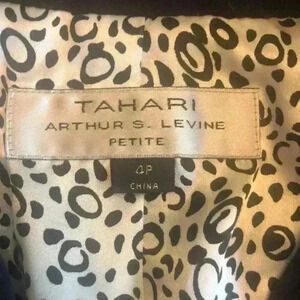 TAHARI
ARTHUR S. LEVINE
PETITE
4P
CHINA